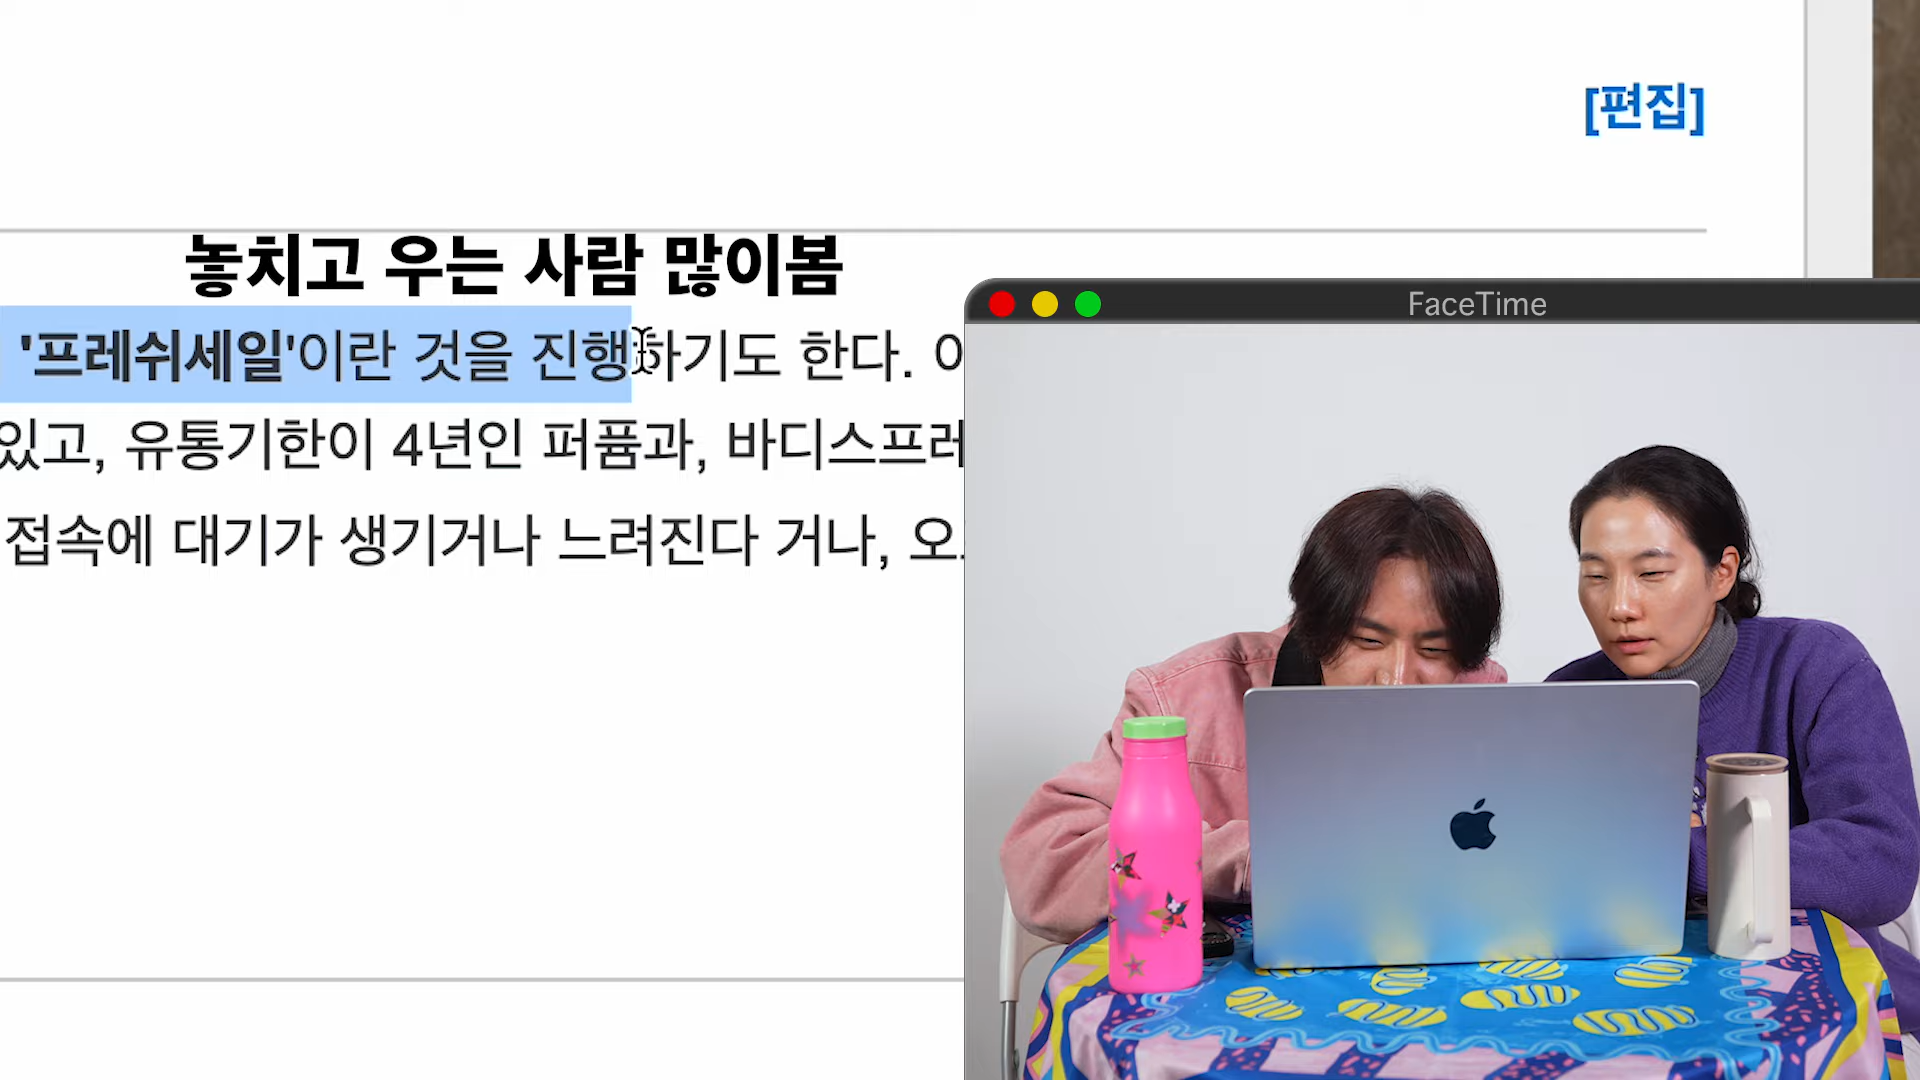 [편집]
놓치고 우는 사람 많이봄
'프레쉬세일'이란 것을 진행하기도 한다.
있고, 유통기한이 4년인 퍼퓸과, 바디스프레
접속에 대기가 생기거나 느려진다 거나,
FaceTime